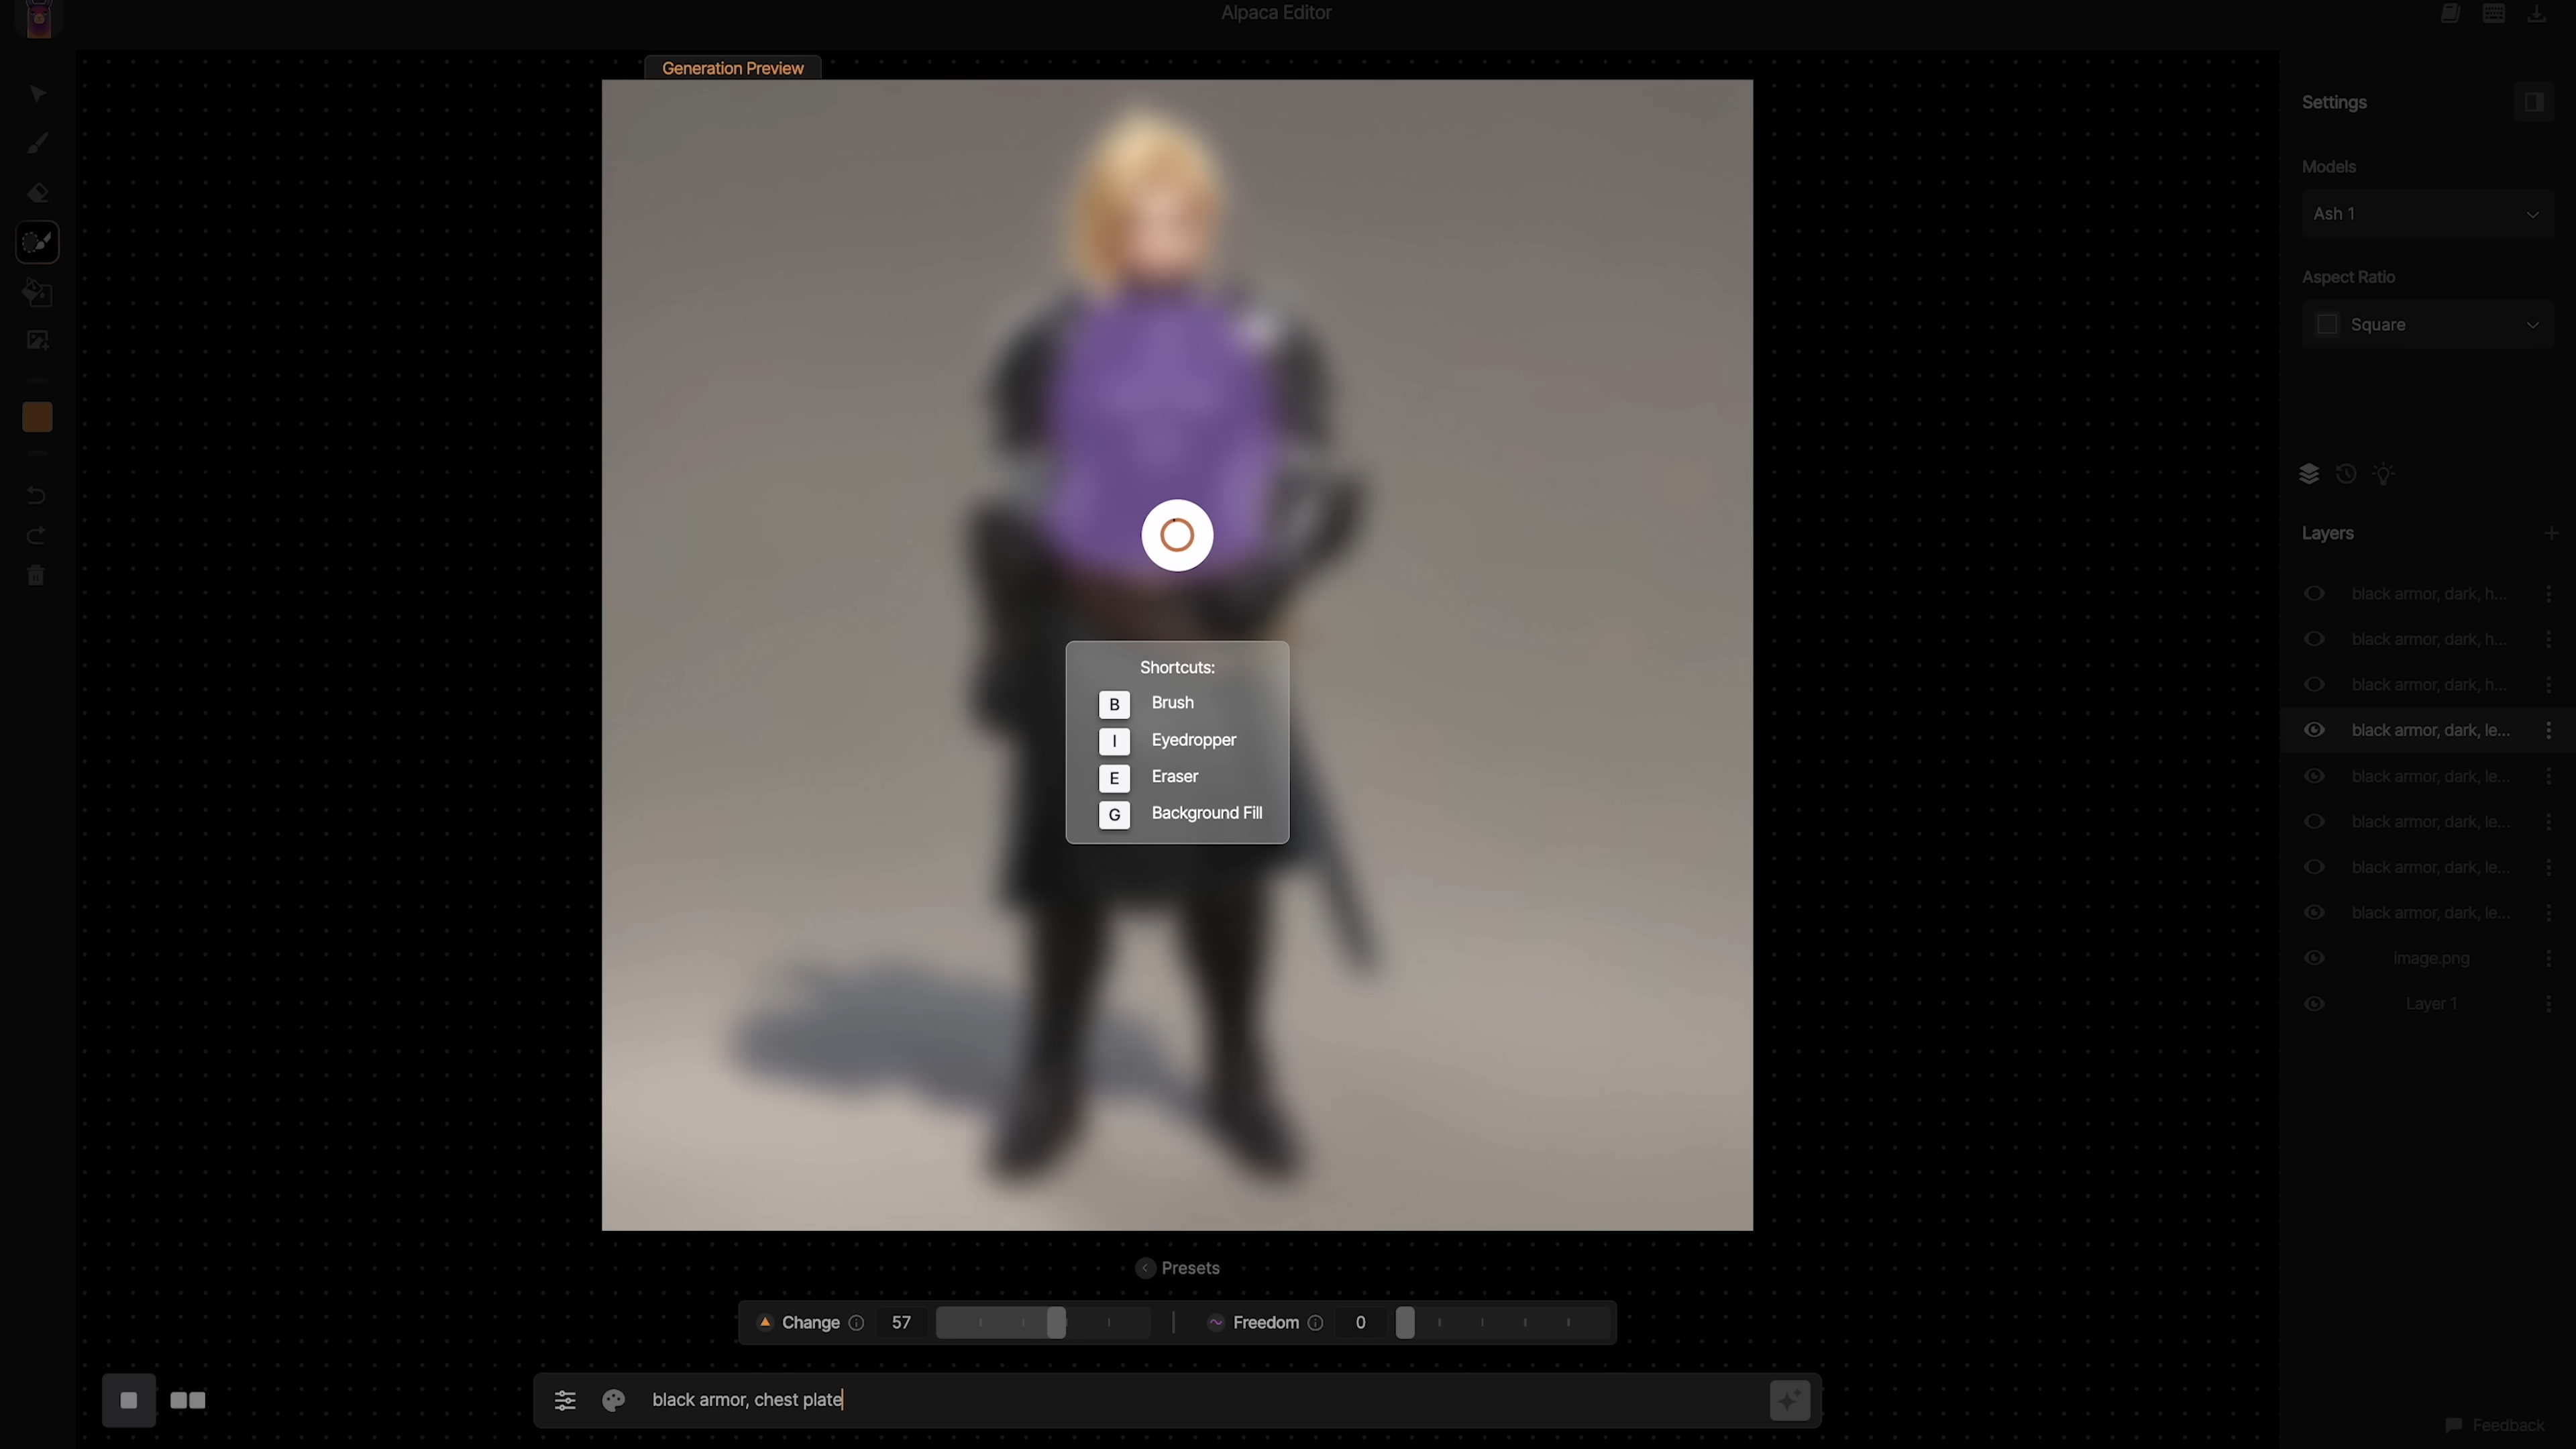 Alpaca Editor
Generation Preview
Settings
Models
Ash 1
Aspect Ratio
Square
Layers
black armor, dark, h...
black armor, dark, h...
black armor, dark, h...
black armor, dark, le...
black armor, dark, le...
black armor, dark, le...
black armor, dark, le...
black armor, dark, le...
image.png
Layer 1
Shortcuts:
B Brush
I Eyedropper
E Eraser
G Background Fill
Presets
Change 57 Freedom 0
black armor, chest plate
Feedback